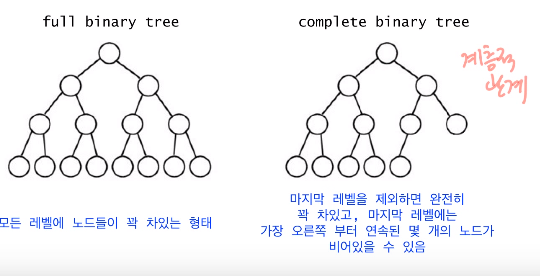 full binary tree
complete binary tree
계층적
관계
모든 레벨에 노드들이 꽉 차있는 형태
마지막 레벨을 제외하면 완전히
꽉 차있고, 마지막 레벨에는
가장 오른쪽 부터 연속된 몇 개의 노드가
비어있을 수 있음